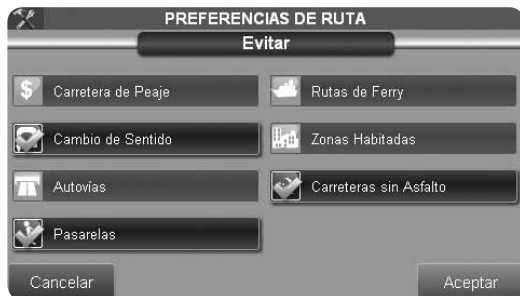 PREFERENCIAS DE RUTA
Evitar
$ Carretera de Peaje
Rutas de Ferry
Cambio de Sentido
Zonas Habitadas
Autovías
Carreteras sin Asfalto
Pasarelas
Cancelar
Aceptar